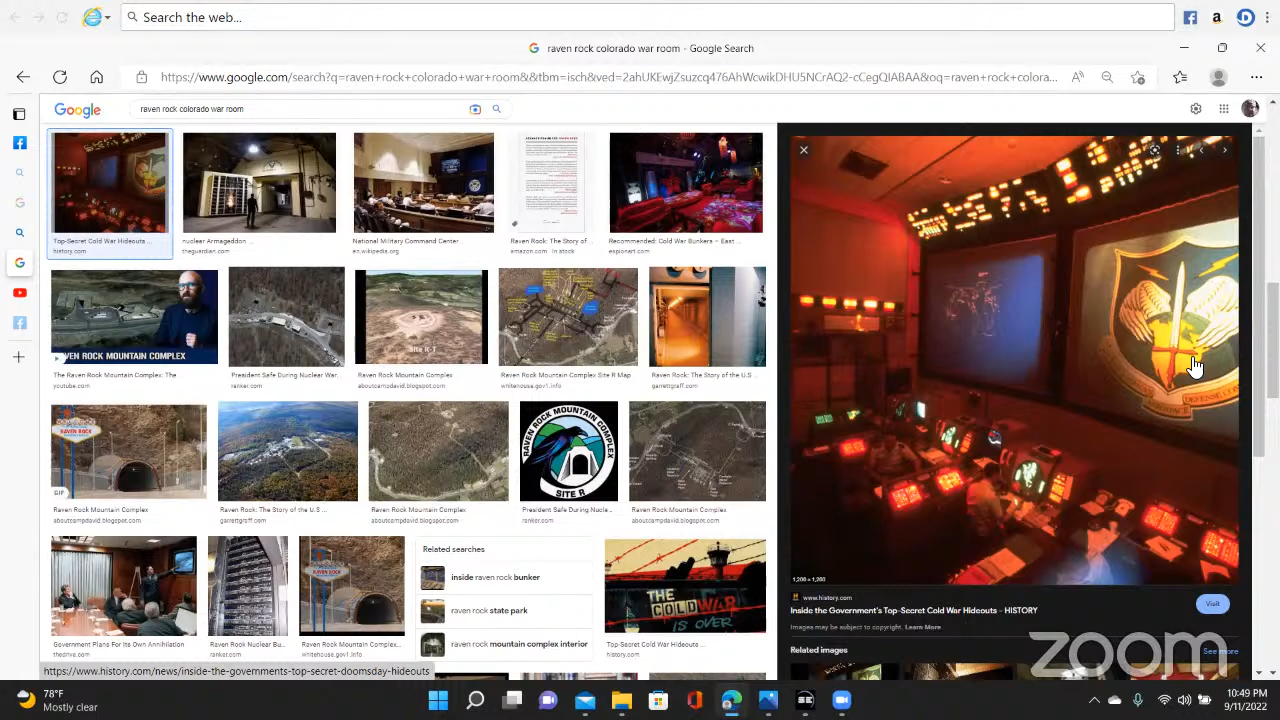 Search the web...
raven rock colorado war room - Google Search
https://www.google.com/search?q=raven+rock+colorado+war+room&&tbm=isch&ved=2ahUKEwjZsuzcq476AhWcwikDHU5NCrAQ2-cCegQIABAA&oq=raven+rock+colora...
Google
raven rock colorado war room
Top-Secret Cold War Hideouts ...
history.com
nuclear Armageddon ...
theguardian.com
National Military Command Center
en.wikipedia.org
Raven Rock: The Story of ...
amazon.com · In stock
Recommended: Cold War Bunkers – East ...
espionart.com
RAVEN ROCK MOUNTAIN COMPLEX
Site R-T
The Raven Rock Mountain Complex: The
youtube.com
President Safe During Nuclear War,
ranker.com
Raven Rock Mountain Complex
aboutcampdavid.blogspot.com
Raven Rock Mountain Complex Site R Map
whitehouse.gov1.info
Raven Rock: The Story of the U.S ...
garrettgraff.com
RAVEN ROCK
GIF
RAVEN ROCK MOUNTAIN COMPLEX
SITE R
Raven Rock Mountain Complex
aboutcampdavid.blogspot.com
Raven Rock: The Story of the U.S ...
garrettgraff.com
Raven Rock Mountain Complex
aboutcampdavid.blogspot.com
President Safe During Nuclea...
ranker.com
Raven Rock Mountain Complex
aboutcampdavid.blogspot.com
Related searches
inside raven rock bunker
raven rock state park
raven rock mountain complex interior
THE
COLD WAR
IS OVER
Government Plans For Its Own Annihilation
thedrive.com
Raven Rock Nuclear Bu...
ranker.com
Raven Rock Mountain Comple...
whitehouse.gov1.info
Top-Secret Cold War Hideouts ...
history.com
1,200 × 1,200
www.history.com
Inside the Government's Top-Secret Cold War Hideouts - HISTORY
Visit
Images may be subject to copyright. Learn More
Related images
See more
zoom
https://www.history.com/news/inside-the-governments-top-secret-doomsday-hideouts
78°F
Mostly clear
10:49 PM
9/11/2022